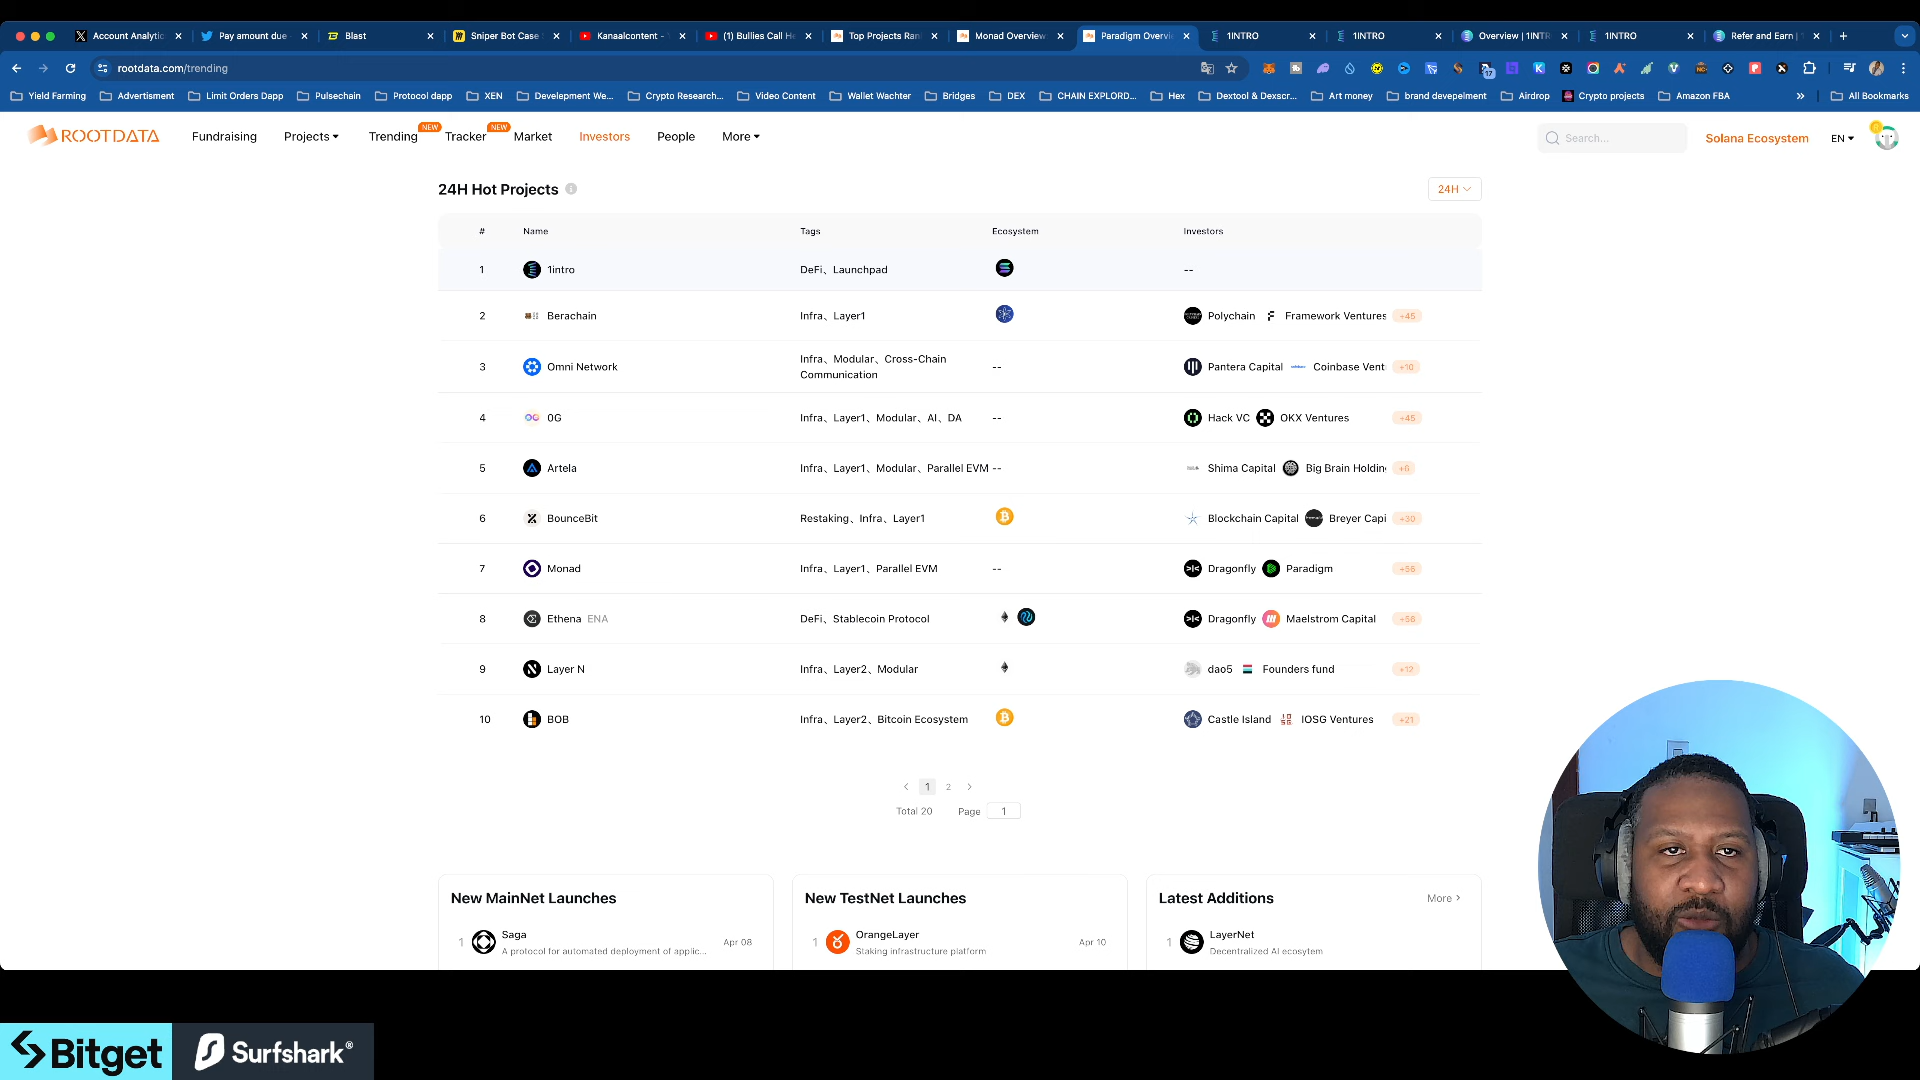 Account Analytic
Pay amount due
Blast
Sniper Bot Case
Kanaalcontent -
(1) Bullies Call He
Top Projects Ran
Monad Overview
Paradigm Overvie
1INTRO
1INTRO
Overview | 1INTR
1INTRO
Refer and Earn |
rootdata.com/trending
17
Yield Farming
Advertisment
Limit Orders Dapp
Pulsechain
Protocol dapp
XEN
Develepment We...
Crypto Research...
Video Content
Wallet Wachter
Bridges
DEX
CHAIN EXPLORD...
Hex
Dextool & Dexscr...
Art money
brand devepelment
Airdrop
Crypto projects
Amazon FBA
All Bookmarks
ROOTDATA
Fundraising
Projects
Trending
NEW
Tracker
NEW
Market
Investors
People
More
Search...
Solana Ecosystem
EN
24H Hot Projects
24H
# Name Tags Ecosystem Investors
1 1intro DeFi、Launchpad --
2 Berachain Infra、Layer1 Polychain Framework Ventures +45
3 Omni Network Infra、Modular、Cross-Chain Communication -- Pantera Capital Coinbase Vent +10
4 0G Infra、Layer1、Modular、AI、DA -- Hack VC OKX Ventures +45
5 Artela Infra、Layer1、Modular、Parallel EVM -- Shima Capital Big Brain Holdin +6
6 BounceBit Restaking、Infra、Layer1 Blockchain Capital Breyer Capi +30
7 Monad Infra、Layer1、Parallel EVM -- Dragonfly Paradigm +56
8 Ethena ENA DeFi、Stablecoin Protocol Dragonfly Maelstrom Capital +56
9 Layer N Infra、Layer2、Modular dao5 Founders fund +12
10 BOB Infra、Layer2、Bitcoin Ecosystem Castle Island IOSG Ventures +21
1 2
Total 20 Page 1
New MainNet Launches
1 Saga Apr 08
A protocol for automated deployment of applic...
New TestNet Launches
1 OrangeLayer Apr 10
Staking infrastructure platform
Latest Additions More
1 LayerNet
Decentralized AI ecosytem
Bitget
Surfshark®